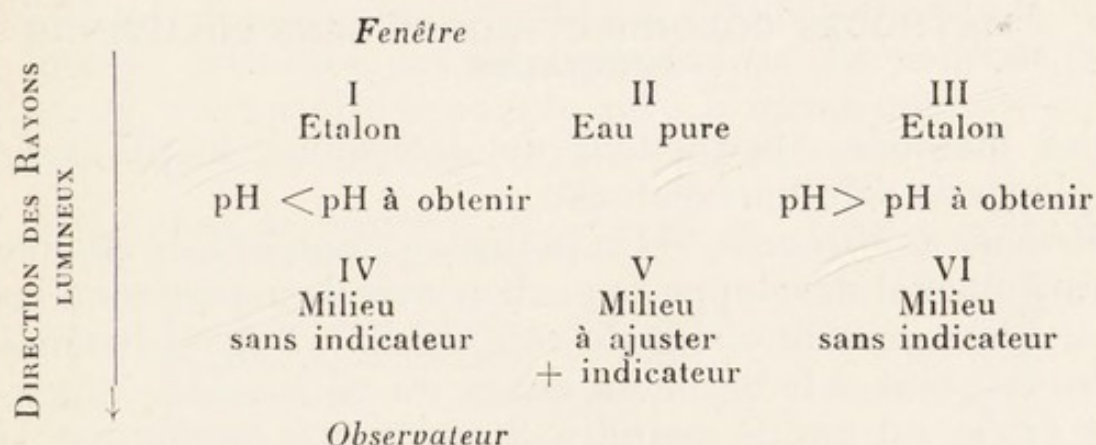 Fenêtre
DIRECTION DES RAYONS
LUMINEUX
I II III
Etalon Eau pure Etalon
pH < pH à obtenir pH > pH à obtenir
IV V VI
Milieu Milieu Milieu
sans indicateur à ajuster sans indicateur
+ indicateur
Observateur